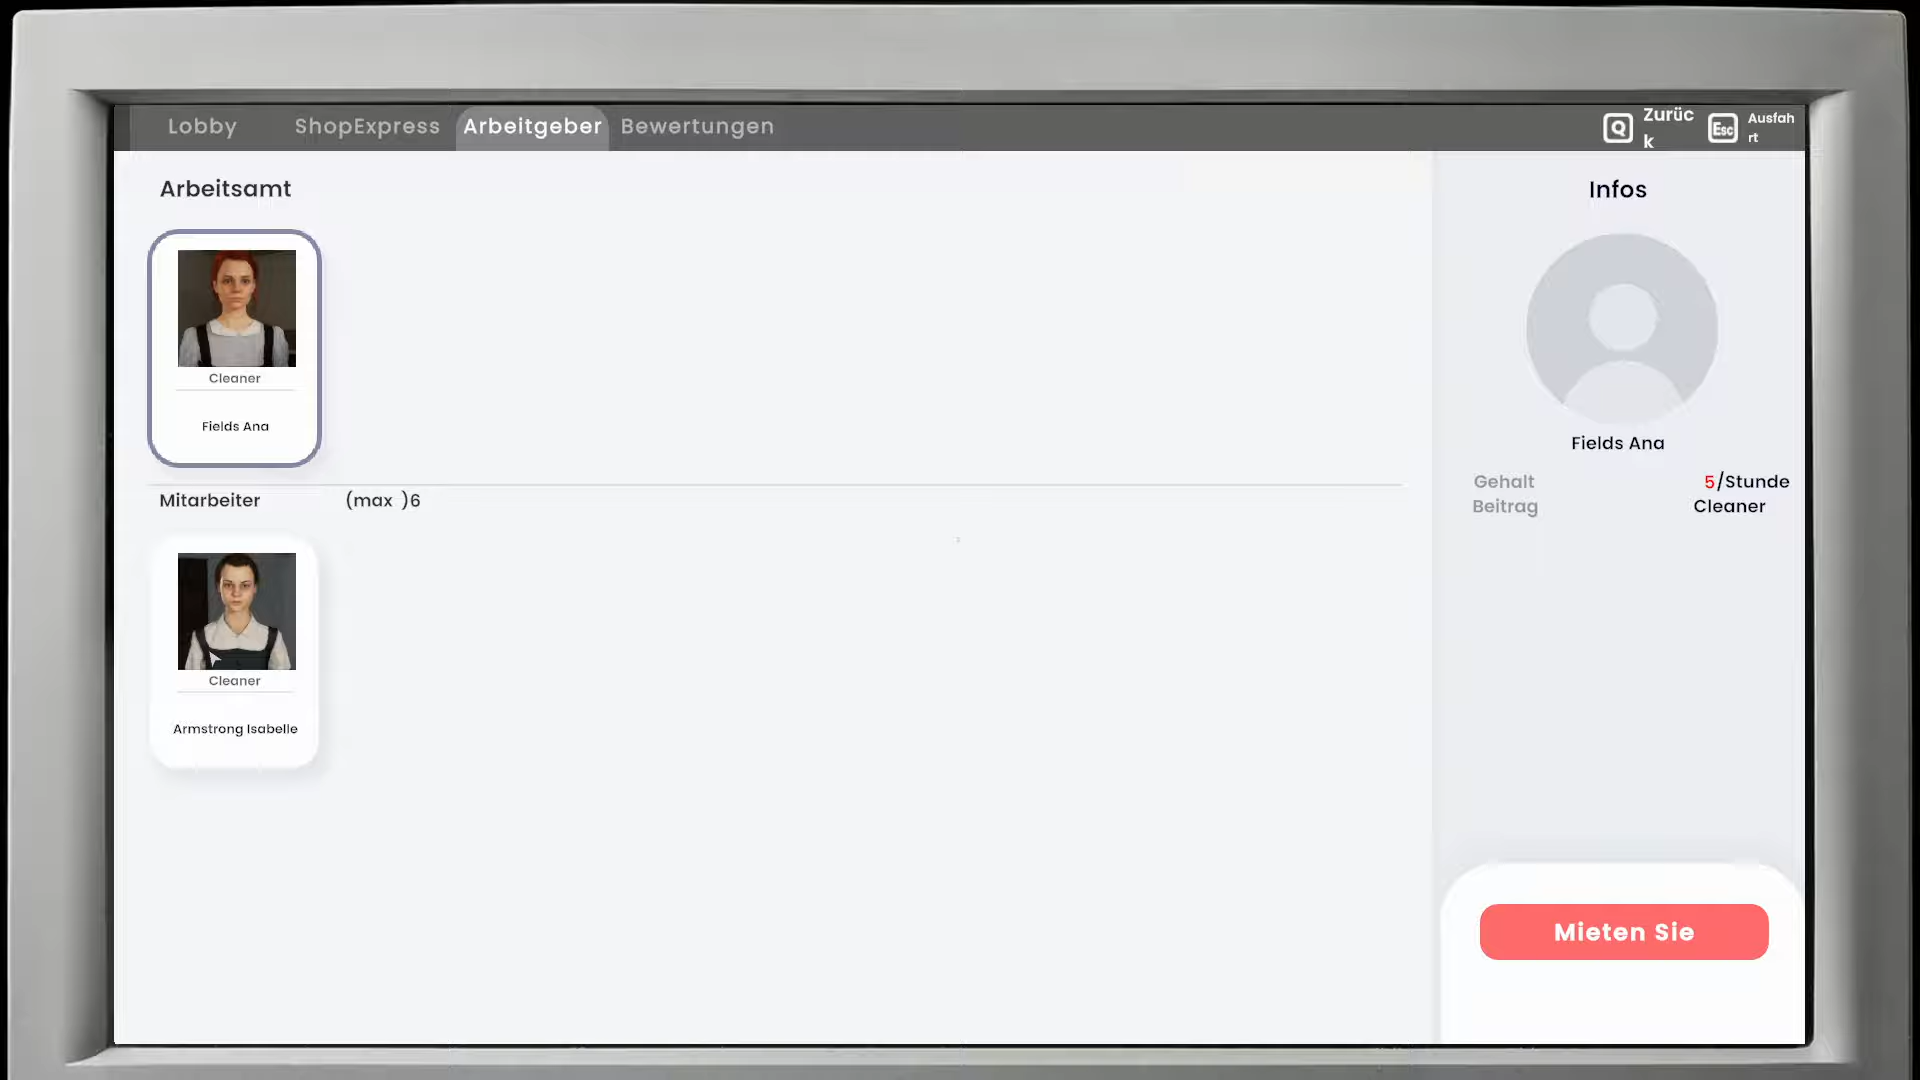 Lobby
ShopExpress
Arbeitgeber
Bewertungen
Q
Zurüc
k
Esc
Ausfah
rt
Arbeitsamt
Cleaner
Fields Ana
Mitarbeiter (max )6
Cleaner
Armstrong Isabelle
Infos
Fields Ana
Gehalt 5/Stunde
Beitrag Cleaner
Mieten Sie